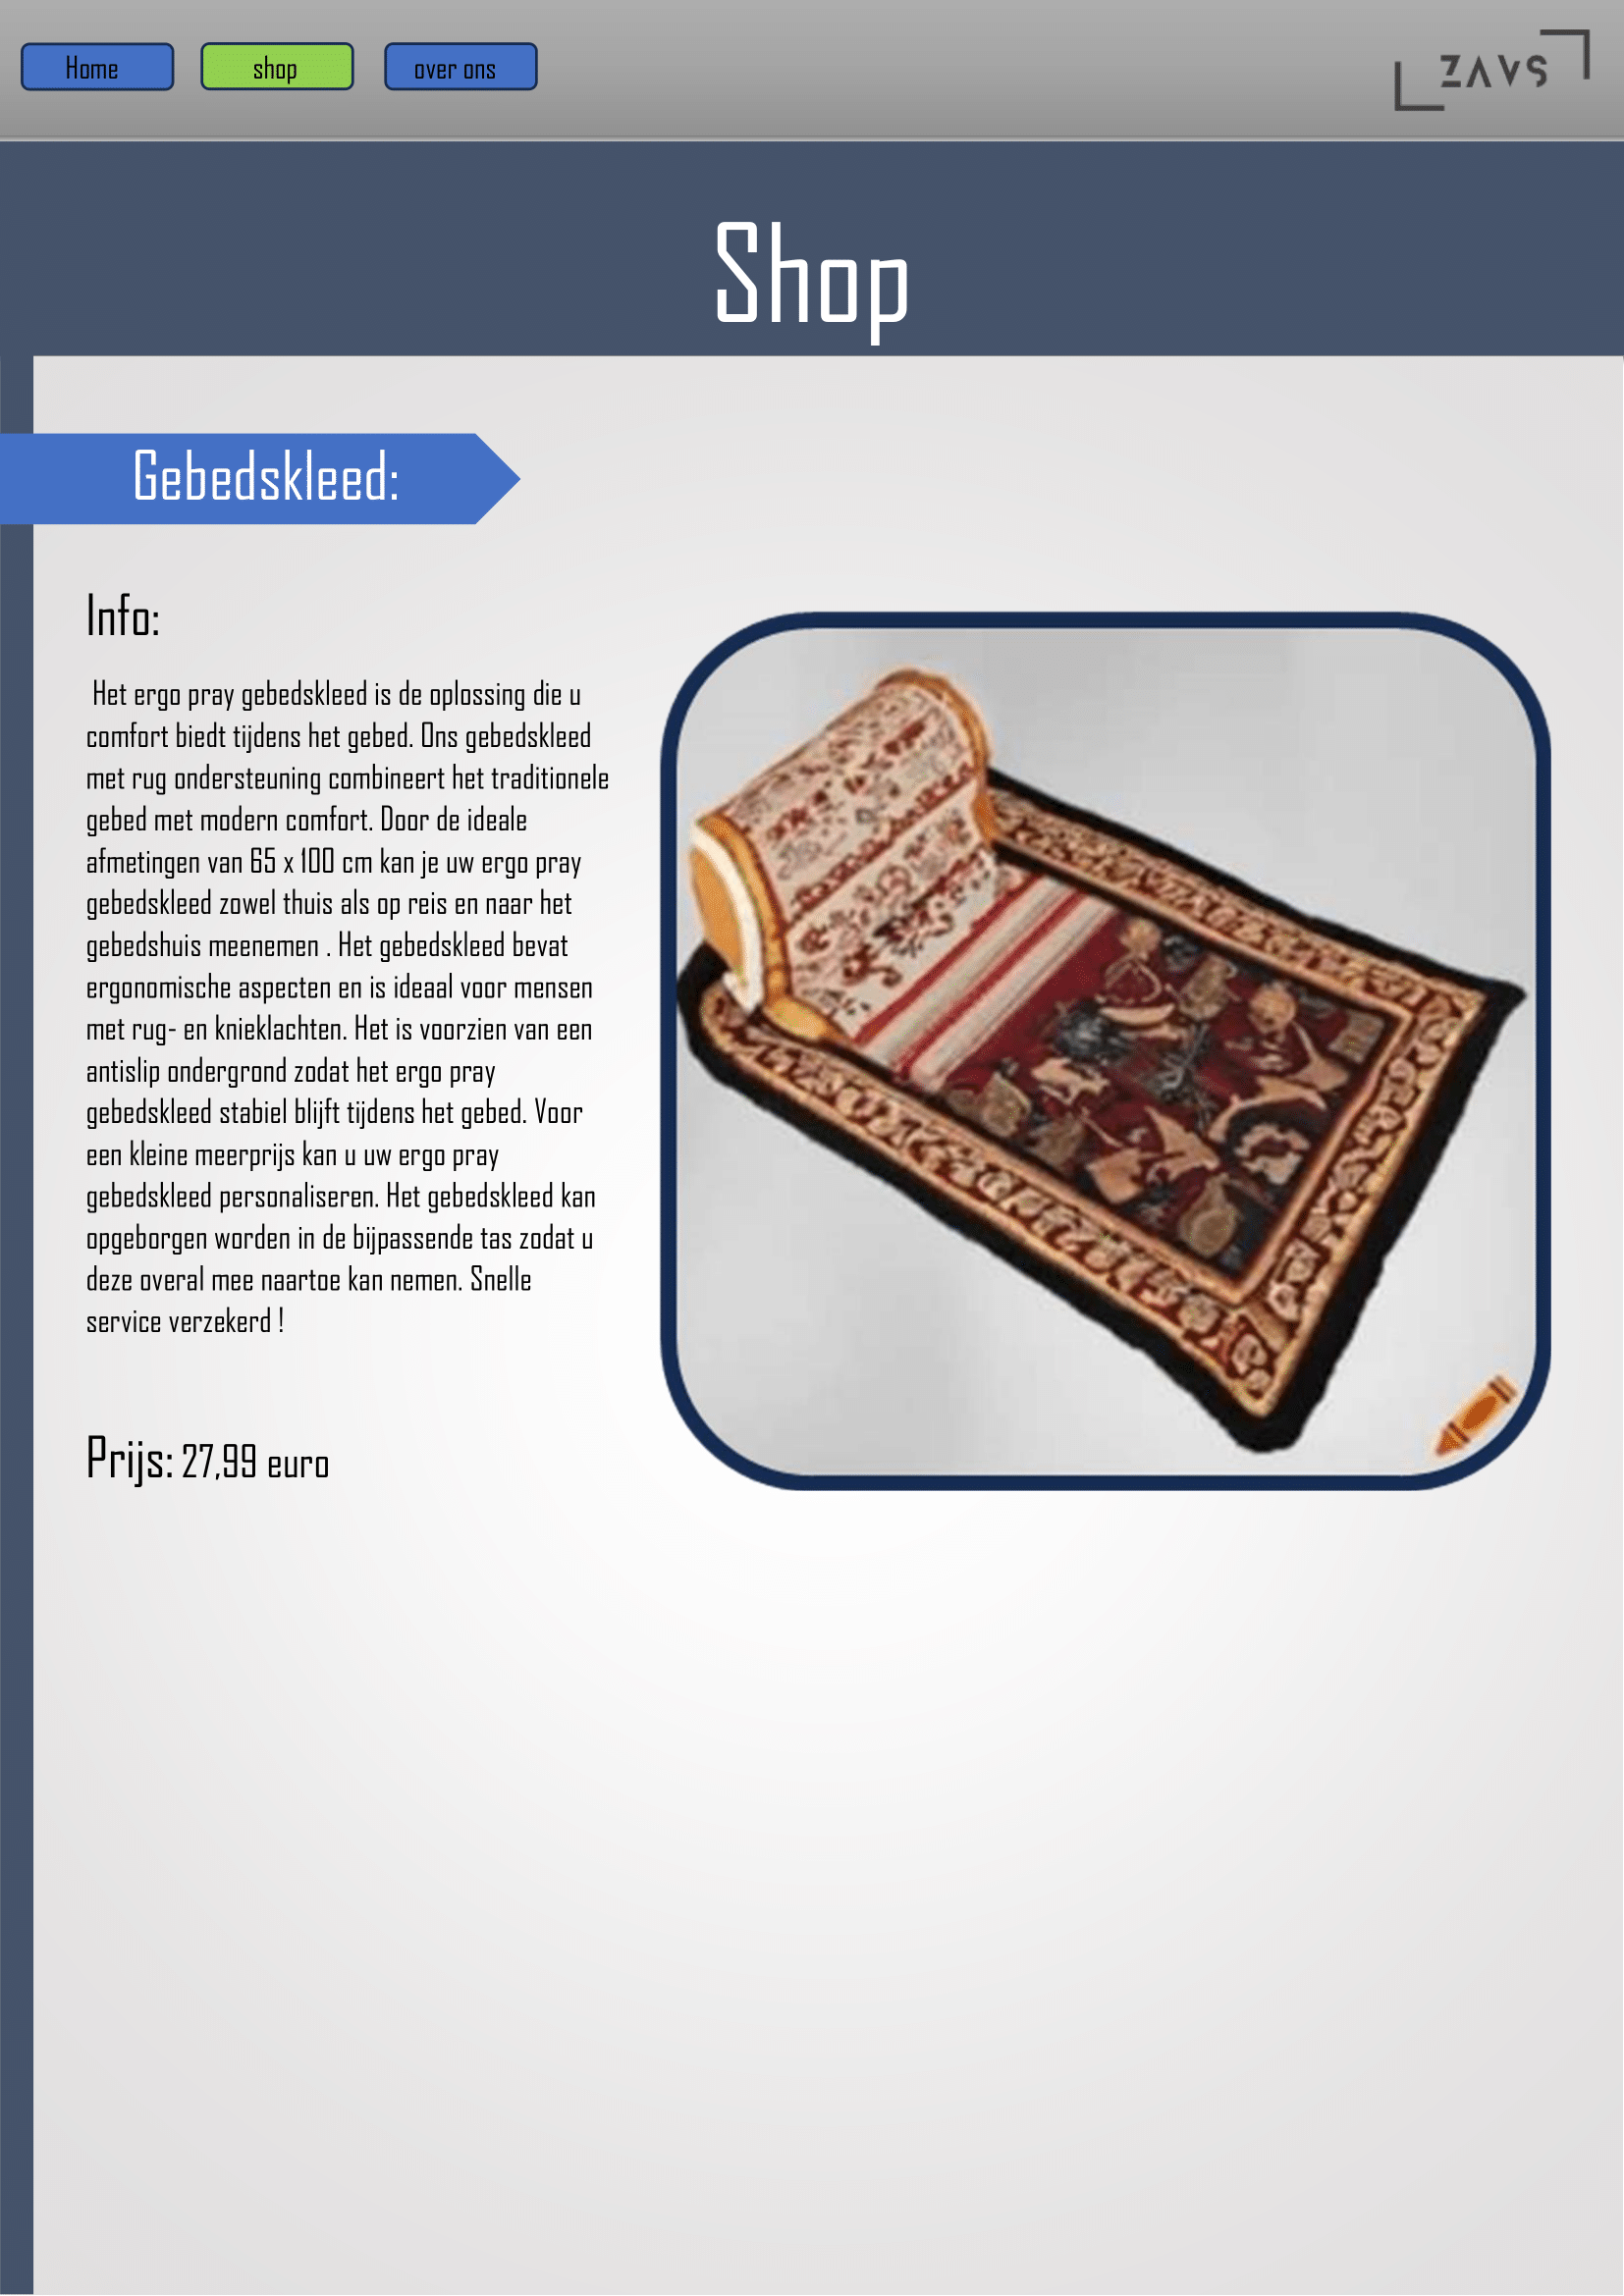 Home
shop
over ons
ZAVS
Shop
Gebedskleed:
Info:
Het ergo pray gebedskleed is de oplossing die u
comfort biedt tijdens het gebed. Ons gebedskleed
met rug ondersteuning combineert het traditionele
gebed met modern comfort. Door de ideale
afmetingen van 65 x 100 cm kan je uw ergo pray
gebedskleed zowel thuis als op reis en naar het
gebedshuis meenemen . Het gebedskleed bevat
ergonomische aspecten en is ideaal voor mensen
met rug- en knieklachten. Het is voorzien van een
antislip ondergrond zodat het ergo pray
gebedskleed stabiel blijft tijdens het gebed. Voor
een kleine meerprijs kan u uw ergo pray
gebedskleed personaliseren. Het gebedskleed kan
opgeborgen worden in de bijpassende tas zodat u
deze overal mee naartoe kan nemen. Snelle
service verzekerd !
Prijs: 27,99 euro